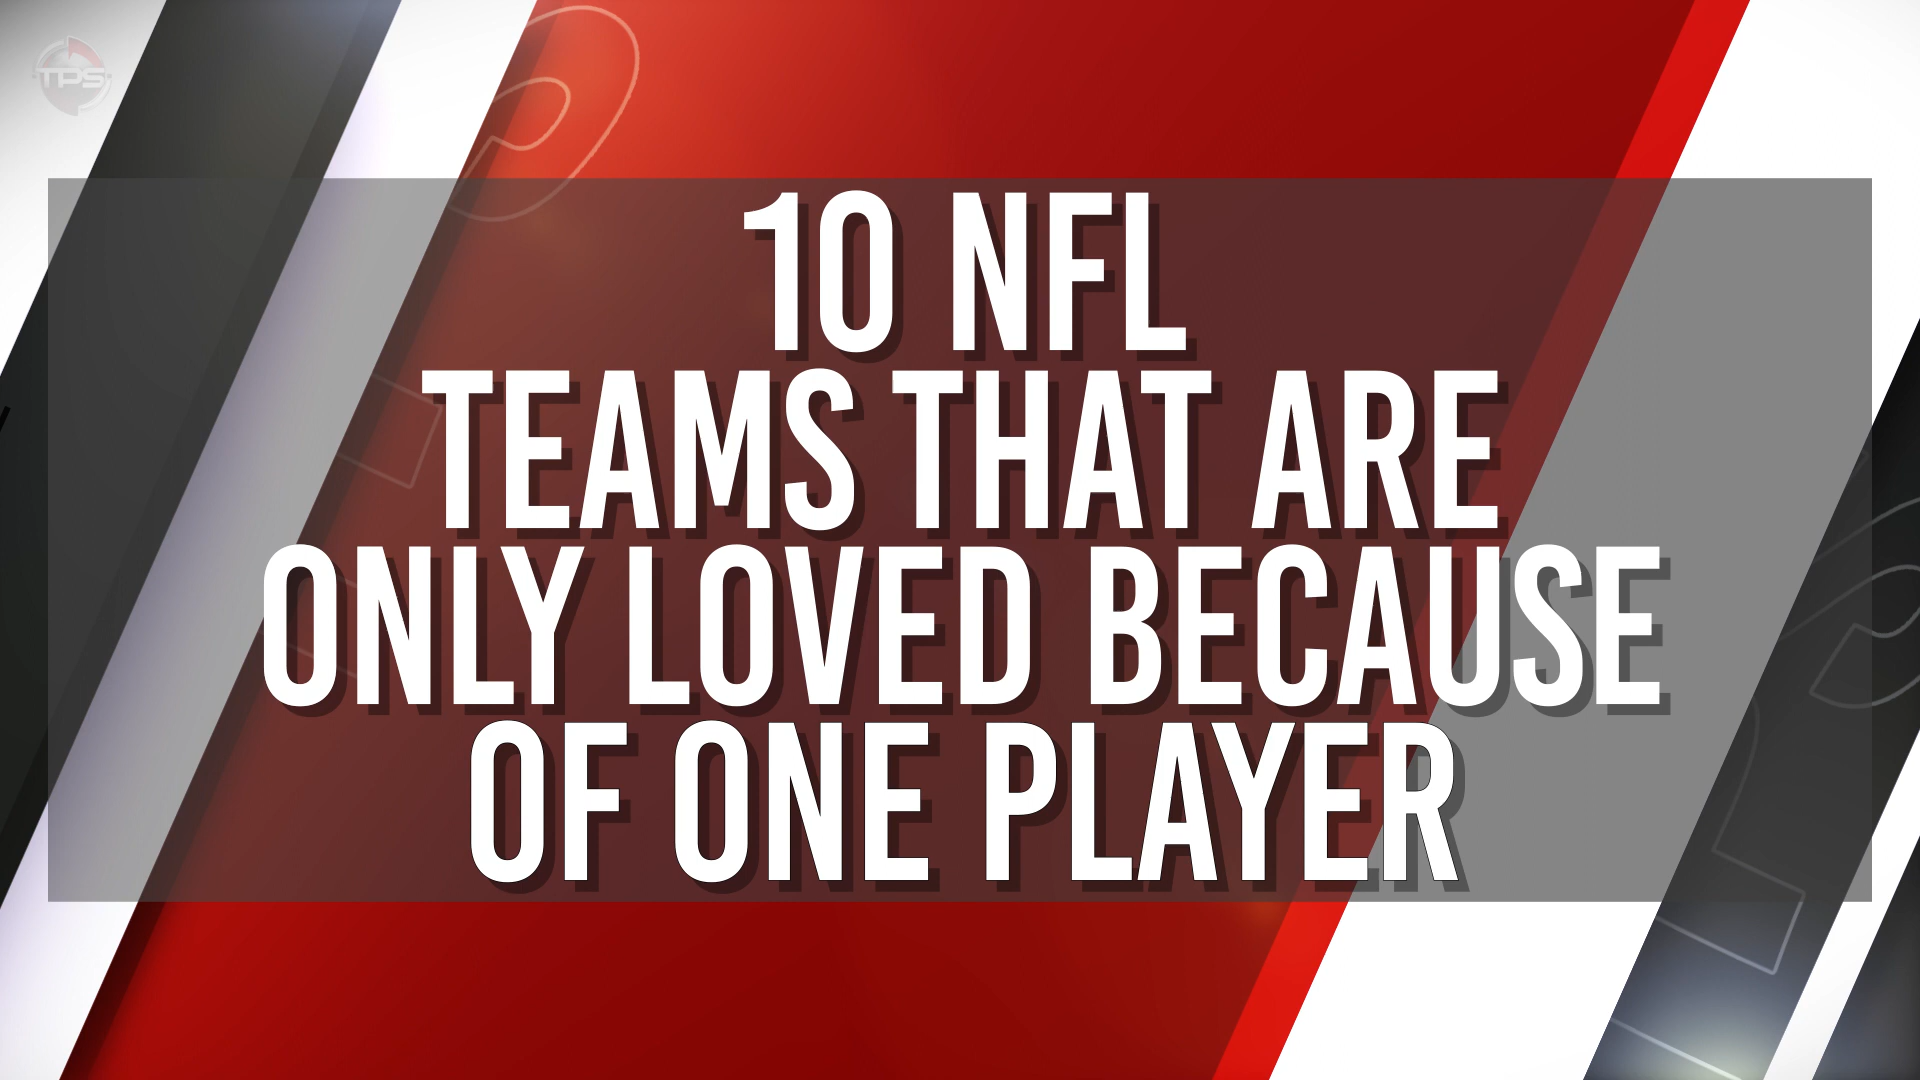 TPS
10 NFL
TEAMS THAT ARE
ONLY LOVED BECAUSE
OF ONE PLAYER